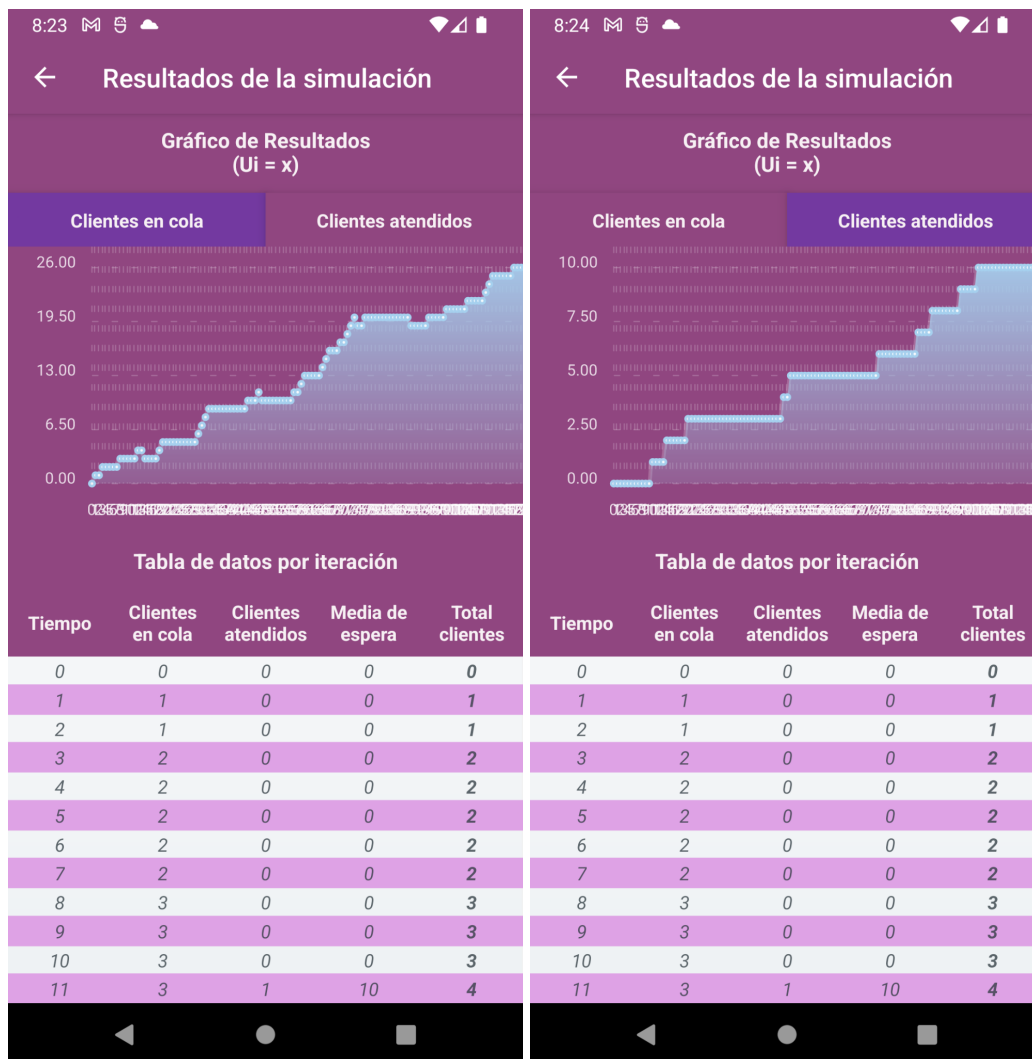 8:23
Resultados de la simulación
Gráfico de Resultados
(Ui = x)
Clientes en cola Clientes atendidos
26.00
19.50
13.00
6.50
0.00
Tabla de datos por iteración
Tiempo Clientes en cola Clientes atendidos Media de espera Total clientes
0 0 0 0 0
1 1 0 0 1
2 1 0 0 1
3 2 0 0 2
4 2 0 0 2
5 2 0 0 2
6 2 0 0 2
7 2 0 0 2
8 3 0 0 3
9 3 0 0 3
10 3 0 0 3
11 3 1 10 4
8:24
Resultados de la simulación
Gráfico de Resultados
(Ui = x)
Clientes en cola Clientes atendidos
10.00
7.50
5.00
2.50
0.00
Tabla de datos por iteración
Tiempo Clientes en cola Clientes atendidos Media de espera Total clientes
0 0 0 0 0
1 1 0 0 1
2 1 0 0 1
3 2 0 0 2
4 2 0 0 2
5 2 0 0 2
6 2 0 0 2
7 2 0 0 2
8 3 0 0 3
9 3 0 0 3
10 3 0 0 3
11 3 1 10 4